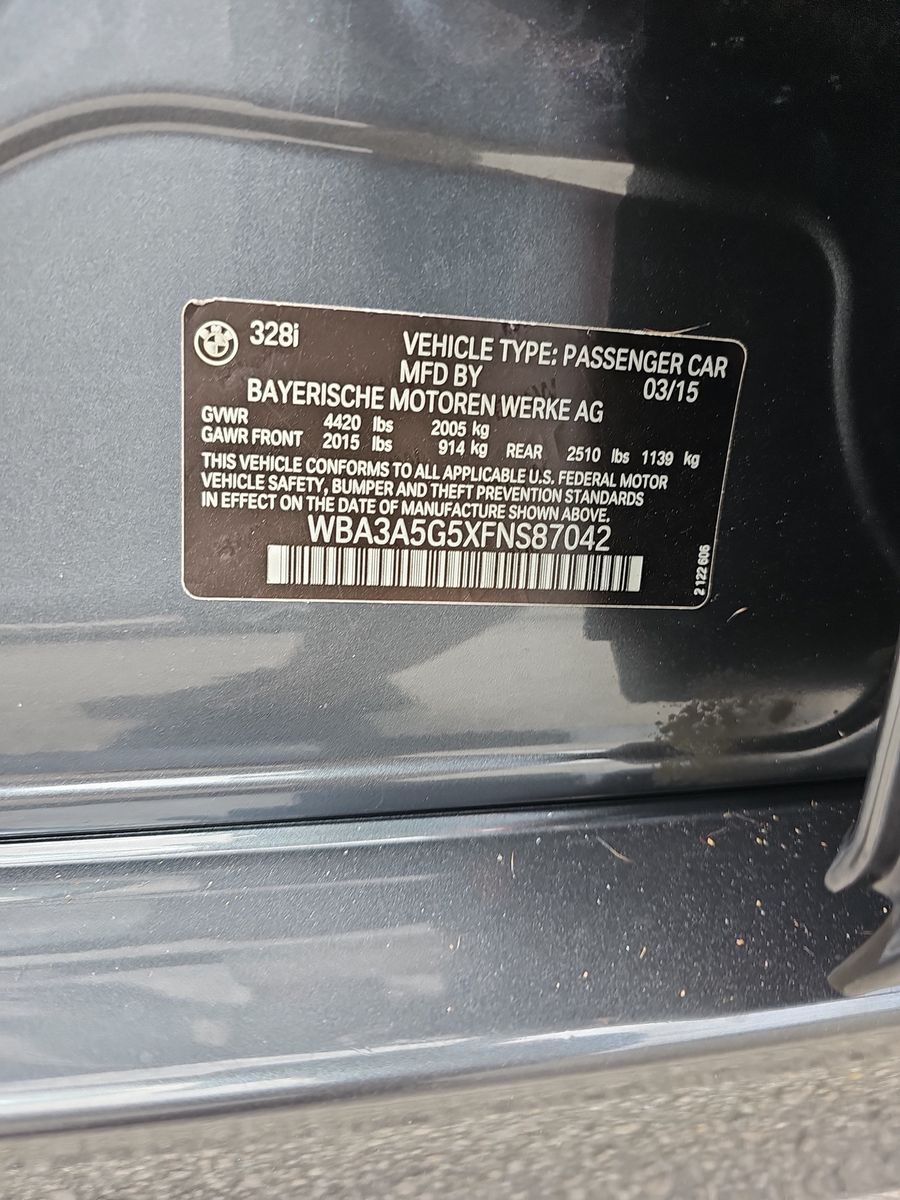 328i
VEHICLE TYPE: PASSENGER CAR
MFD BY 03/15
BAYERISCHE MOTOREN WERKE AG
GVWR 4420 lbs 2005 kg
GAWR FRONT 2015 lbs 914 kg REAR 2510 lbs 1139 kg
THIS VEHICLE CONFORMS TO ALL APPLICABLE U.S. FEDERAL MOTOR
VEHICLE SAFETY, BUMPER AND THEFT PREVENTION STANDARDS
IN EFFECT ON THE DATE OF MANUFACTURE SHOWN ABOVE.
WBA3A5G5XFNS87042
2 122 606